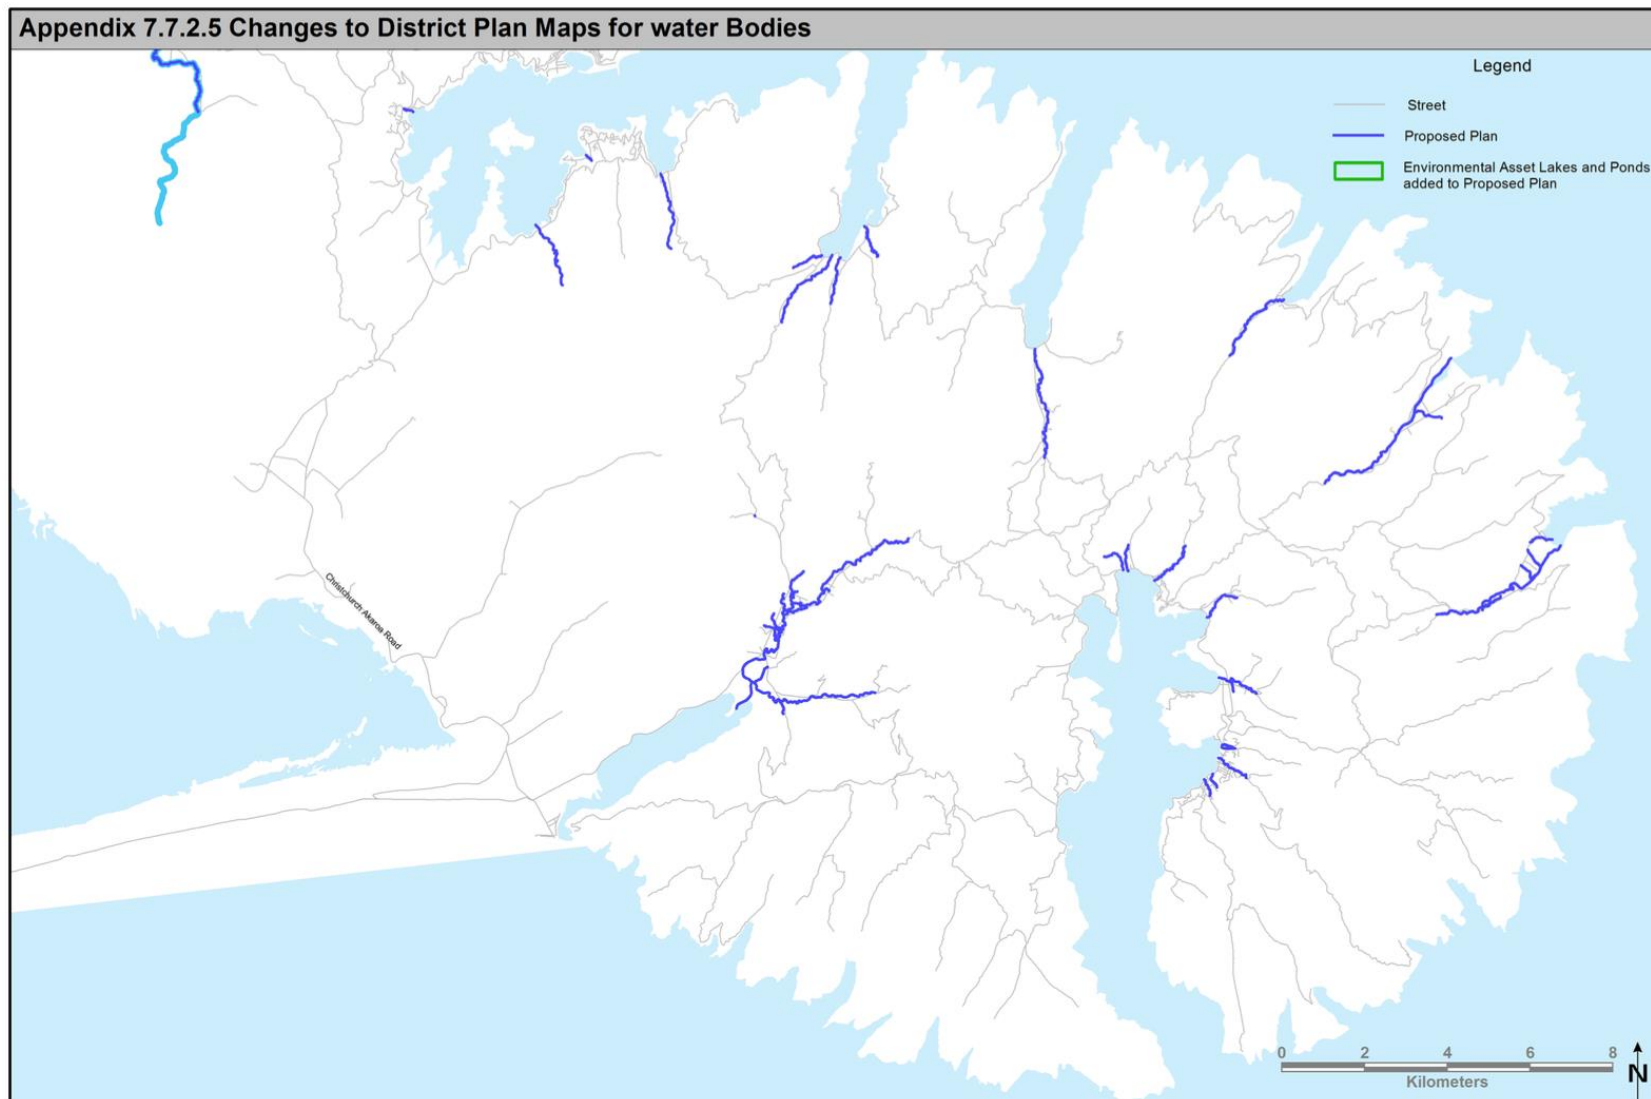 Appendix 7.7.2.5 Changes to District Plan Maps for water Bodies
Legend
Street
Proposed Plan
Environmental Asset Lakes and Ponds
added to Proposed Plan
Christchurch Akaroa Road
0 2 4 6 8
Kilometers
N